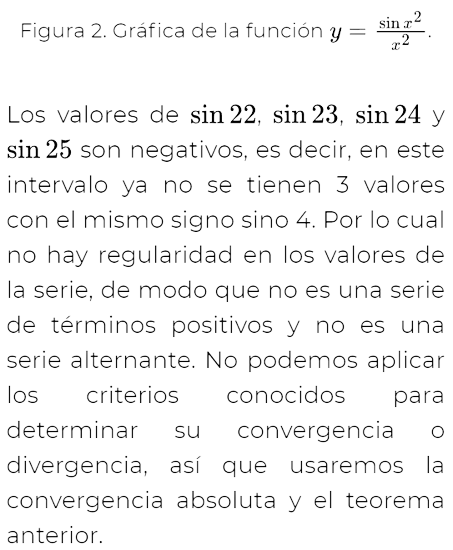 Figura 2. Gráfica de la función y = \frac{\sin x^2}{x^2}.
Los valores de sin 22, sin 23, sin 24 y
sin 25 son negativos, es decir, en este
intervalo ya no se tienen 3 valores
con el mismo signo sino 4. Por lo cual
no hay regularidad en los valores de
la serie, de modo que no es una serie
de términos positivos y no es una
serie alternante. No podemos aplicar
los criterios conocidos para
determinar su convergencia o
divergencia, así que usaremos la
convergencia absoluta y el teorema
anterior.